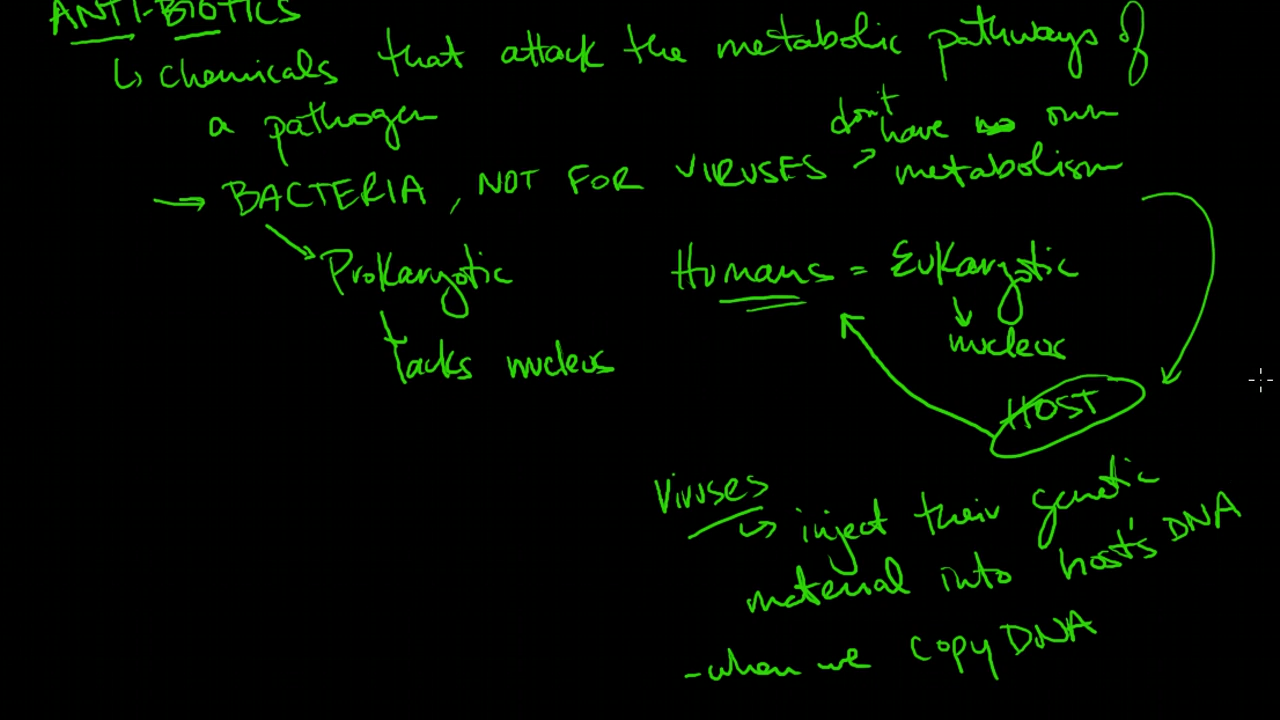 ANTI-BIOTICS
↳ chemicals that attack the metabolic pathways of
a pathogen
don't have no own
→ BACTERIA, NOT FOR VIRUSES → metabolism
Prokaryotic
Humans = Eukaryotic
lacks nucleus
nucleus
HOST
Viruses
↳ inject their genetic
material into host's DNA
- when we copy DNA